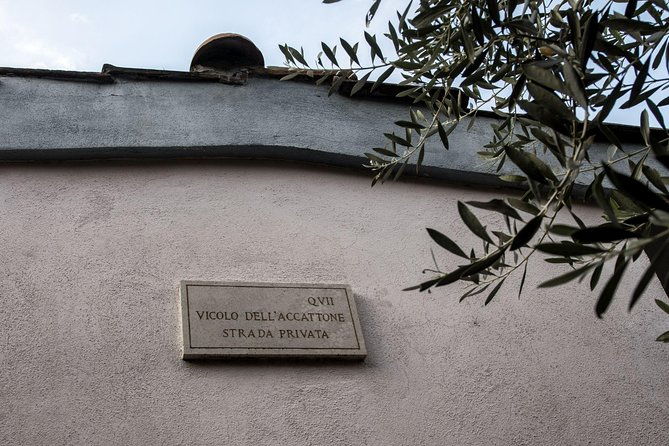 Q.VII
VICOLO DELL'ACCATTONE
STRADA PRIVATA